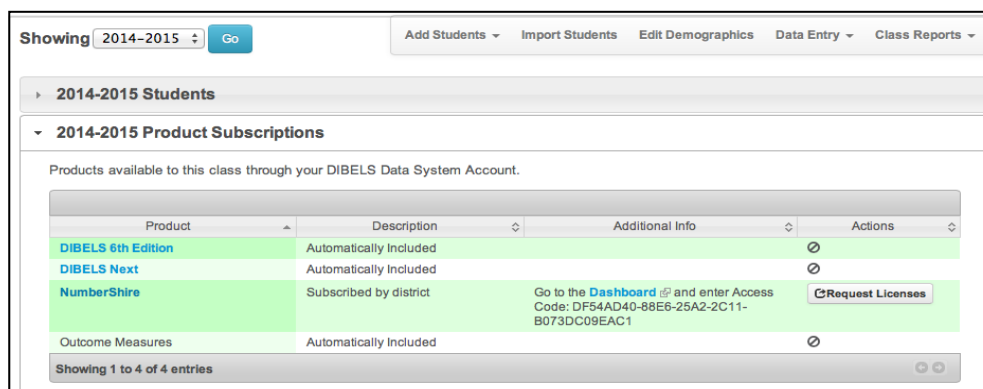 Showing 2014-2015 Go Add Students Import Students Edit Demographics Data Entry Class Reports
2014-2015 Students
2014-2015 Product Subscriptions
Products available to this class through your DIBELS Data System Account.
Product Description Additional Info Actions
DIBELS 6th Edition Automatically Included
DIBELS Next Automatically Included
NumberShire Subscribed by district Go to the Dashboard and enter Access Request Licenses
Code: DF54AD40-88E6-25A2-2C11-
B073DC09EAC1
Outcome Measures Automatically Included
Showing 1 to 4 of 4 entries